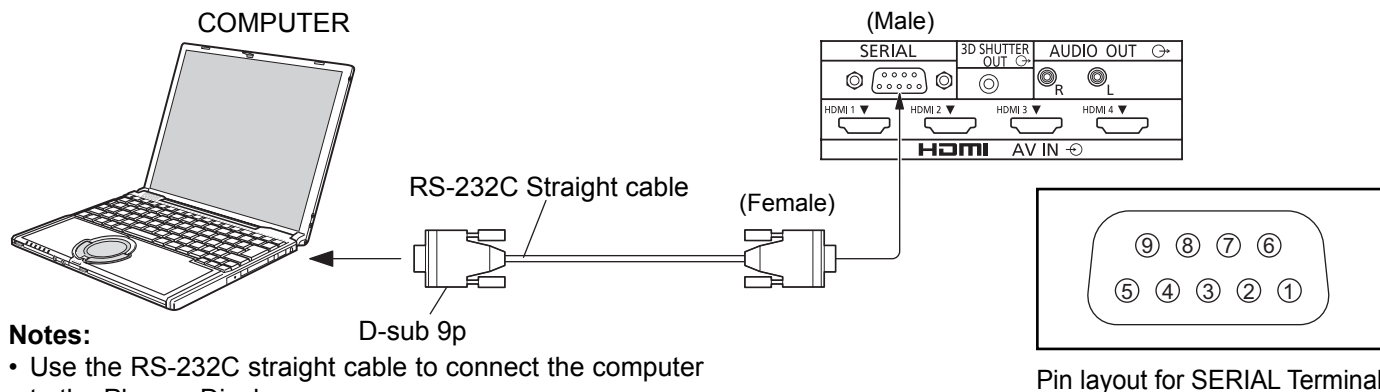 COMPUTER
(Male)
SERIAL
3D SHUTTER
OUT
AUDIO OUT
R
L
HDMI 1 ▼
HDMI 2 ▼
HDMI 3 ▼
HDMI 4 ▼
HDMI AV IN
RS-232C Straight cable
(Female)
D-sub 9p
⑨ ⑧ ⑦ ⑥
⑤ ④ ③ ② ①
Pin layout for SERIAL Terminal
Notes:
• Use the RS-232C straight cable to connect the computer